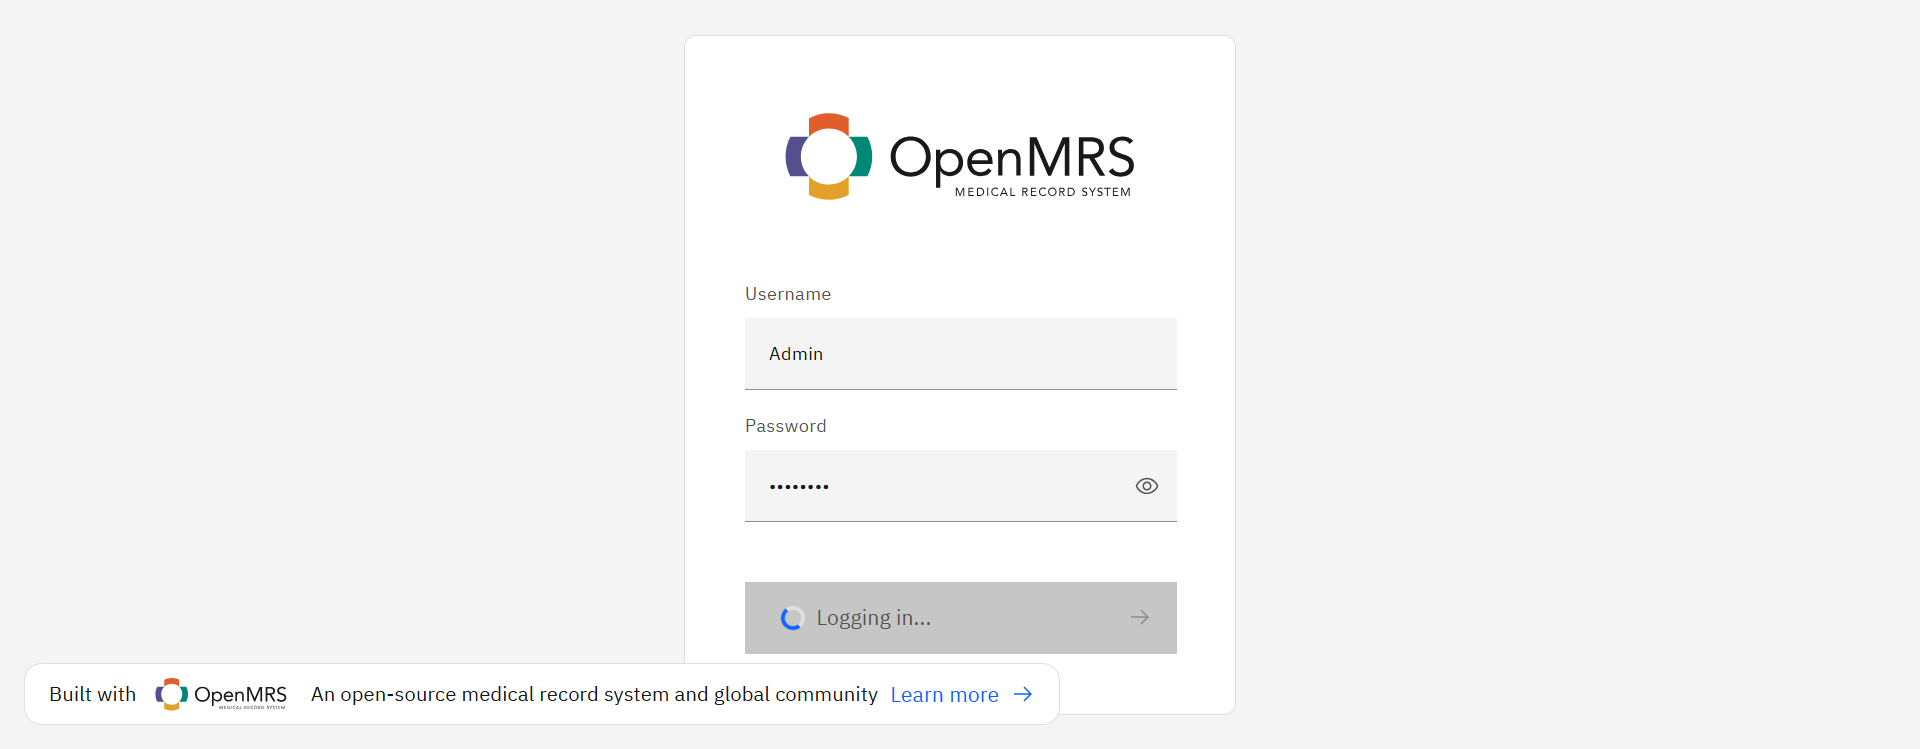 OpenMRS
MEDICAL RECORD SYSTEM
Username
Admin
Password
••••••••
Logging in...
Built with OpenMRS MEDICAL RECORD SYSTEM An open-source medical record system and global community Learn more